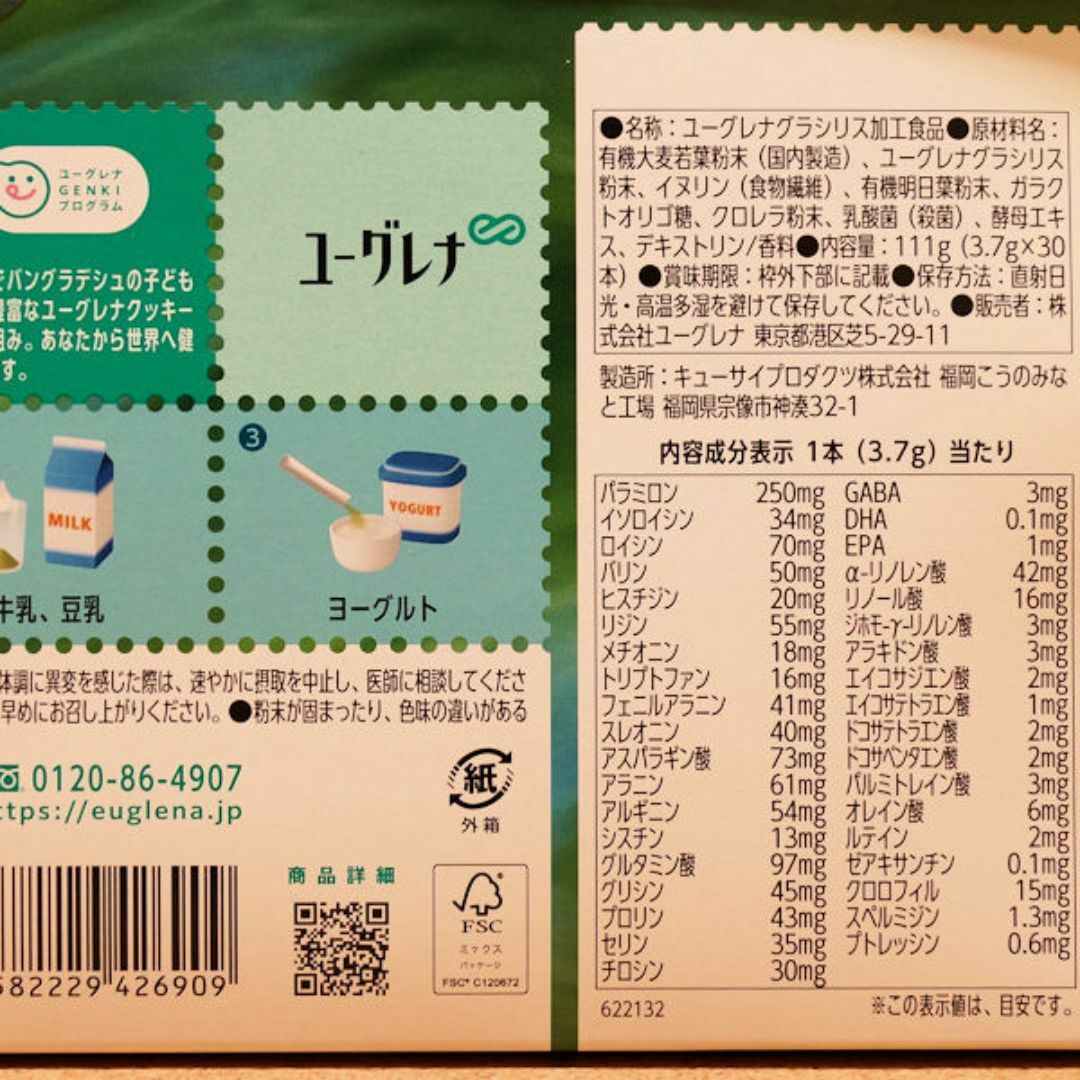 ユーグレナ
GENKI
プログラム
でバングラデシュの子ども
豊富なユーグレナクッキー
組み。あなたから世界へ健
す。
ユーグレナ
MILK
牛乳、豆乳
3
YOGURT
ヨーグルト
体調に異変を感じた際は、速やかに摂取を中止し、医師に相談してくださ
早めにお召し上がりください。●粉末が固まったり、色味の違いがある
0120-86-4907
ttps://euglena.jp
紙
外箱
582229 426909
商品詳細
FSC
ミックス
パッケージ
FSC® C120672
●名称：ユーグレナグラシリス加工食品●原材料名：
有機大麦若葉粉末（国内製造）、ユーグレナグラシリス
粉末、イヌリン（食物繊維）、有機明日葉粉末、ガラク
トオリゴ糖、クロレラ粉末、乳酸菌（殺菌）、酵母エキ
ス、デキストリン/香料●内容量：111g（3.7g×30
本）●賞味期限：枠外下部に記載●保存方法：直射日
光・高温多湿を避けて保存してください。●販売者：株
式会社ユーグレナ 東京都港区芝5-29-11
製造所：キューサイプロダクツ株式会社 福岡こうのみな
と工場 福岡県宗像市神湊32-1
内容成分表示 1本（3.7g）当たり
パラミロン 250mg GABA 3mg
イソロイシン 34mg DHA 0.1mg
ロイシン 70mg EPA 1mg
バリン 50mg α-リノレン酸 42mg
ヒスチジン 20mg リノール酸 16mg
リジン 55mg ジホモ-γ-リノレン酸 3mg
メチオニン 18mg アラキドン酸 3mg
トリプトファン 16mg エイコサジエン酸 2mg
フェニルアラニン 41mg エイコサテトラエン酸 1mg
スレオニン 40mg ドコサテトラエン酸 2mg
アスパラギン酸 73mg ドコサペンタエン酸 2mg
アラニン 61mg パルミトレイン酸 3mg
アルギニン 54mg オレイン酸 6mg
シスチン 13mg ルテイン 2mg
グルタミン酸 97mg ゼアキサンチン 0.1mg
グリシン 45mg クロロフィル 15mg
プロリン 43mg スペルミジン 1.3mg
セリン 35mg プトレッシン 0.6mg
チロシン 30mg
622132
※この表示値は、目安です。